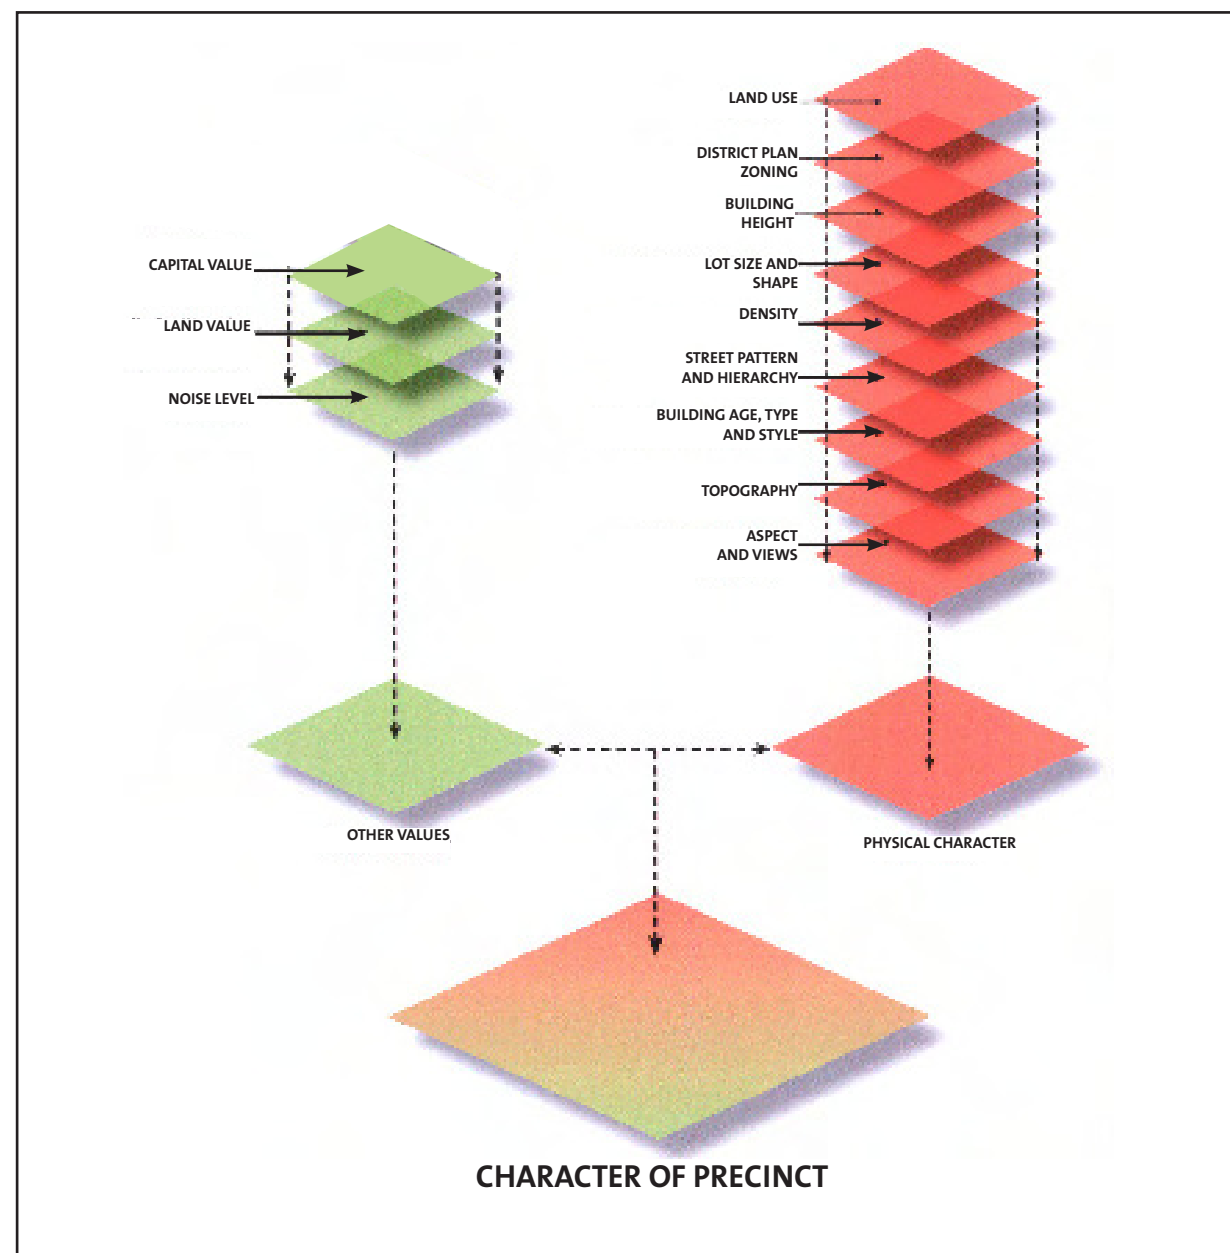 CAPITAL VALUE
LAND VALUE
NOISE LEVEL
LAND USE
DISTRICT PLAN
ZONING
BUILDING
HEIGHT
LOT SIZE AND
SHAPE
DENSITY
STREET PATTERN
AND HIERARCHY
BUILDING AGE, TYPE
AND STYLE
TOPOGRAPHY
ASPECT
AND VIEWS
OTHER VALUES
PHYSICAL CHARACTER
CHARACTER OF PRECINCT